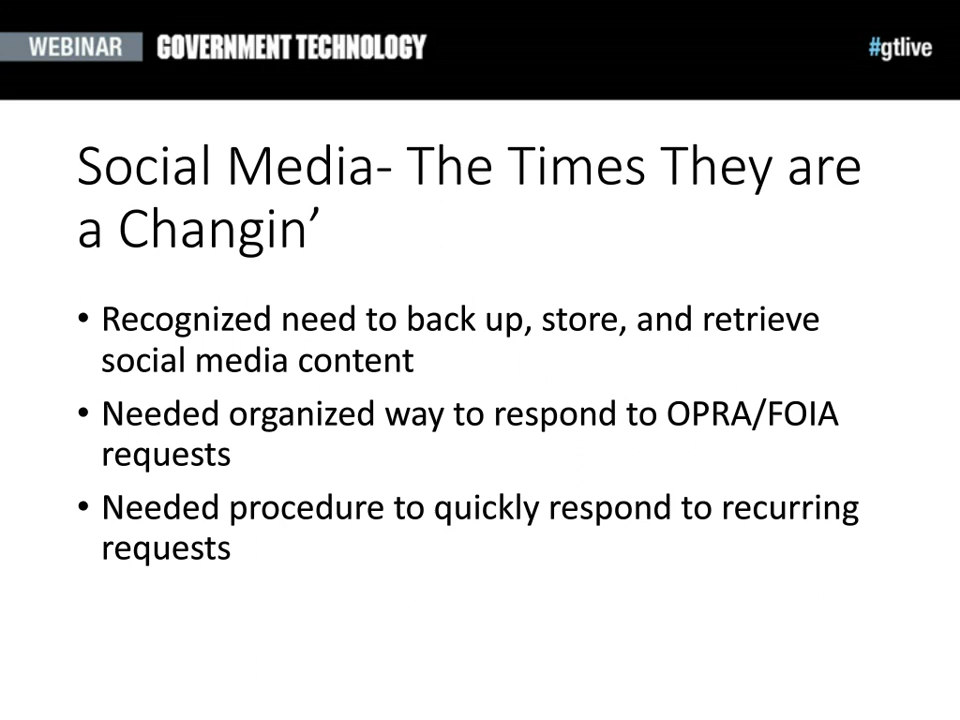 WEBINAR GOVERNMENT TECHNOLOGY #gtlive
Social Media- The Times They are
a Changin’
• Recognized need to back up, store, and retrieve
social media content
• Needed organized way to respond to OPRA/FOIA
requests
• Needed procedure to quickly respond to recurring
requests